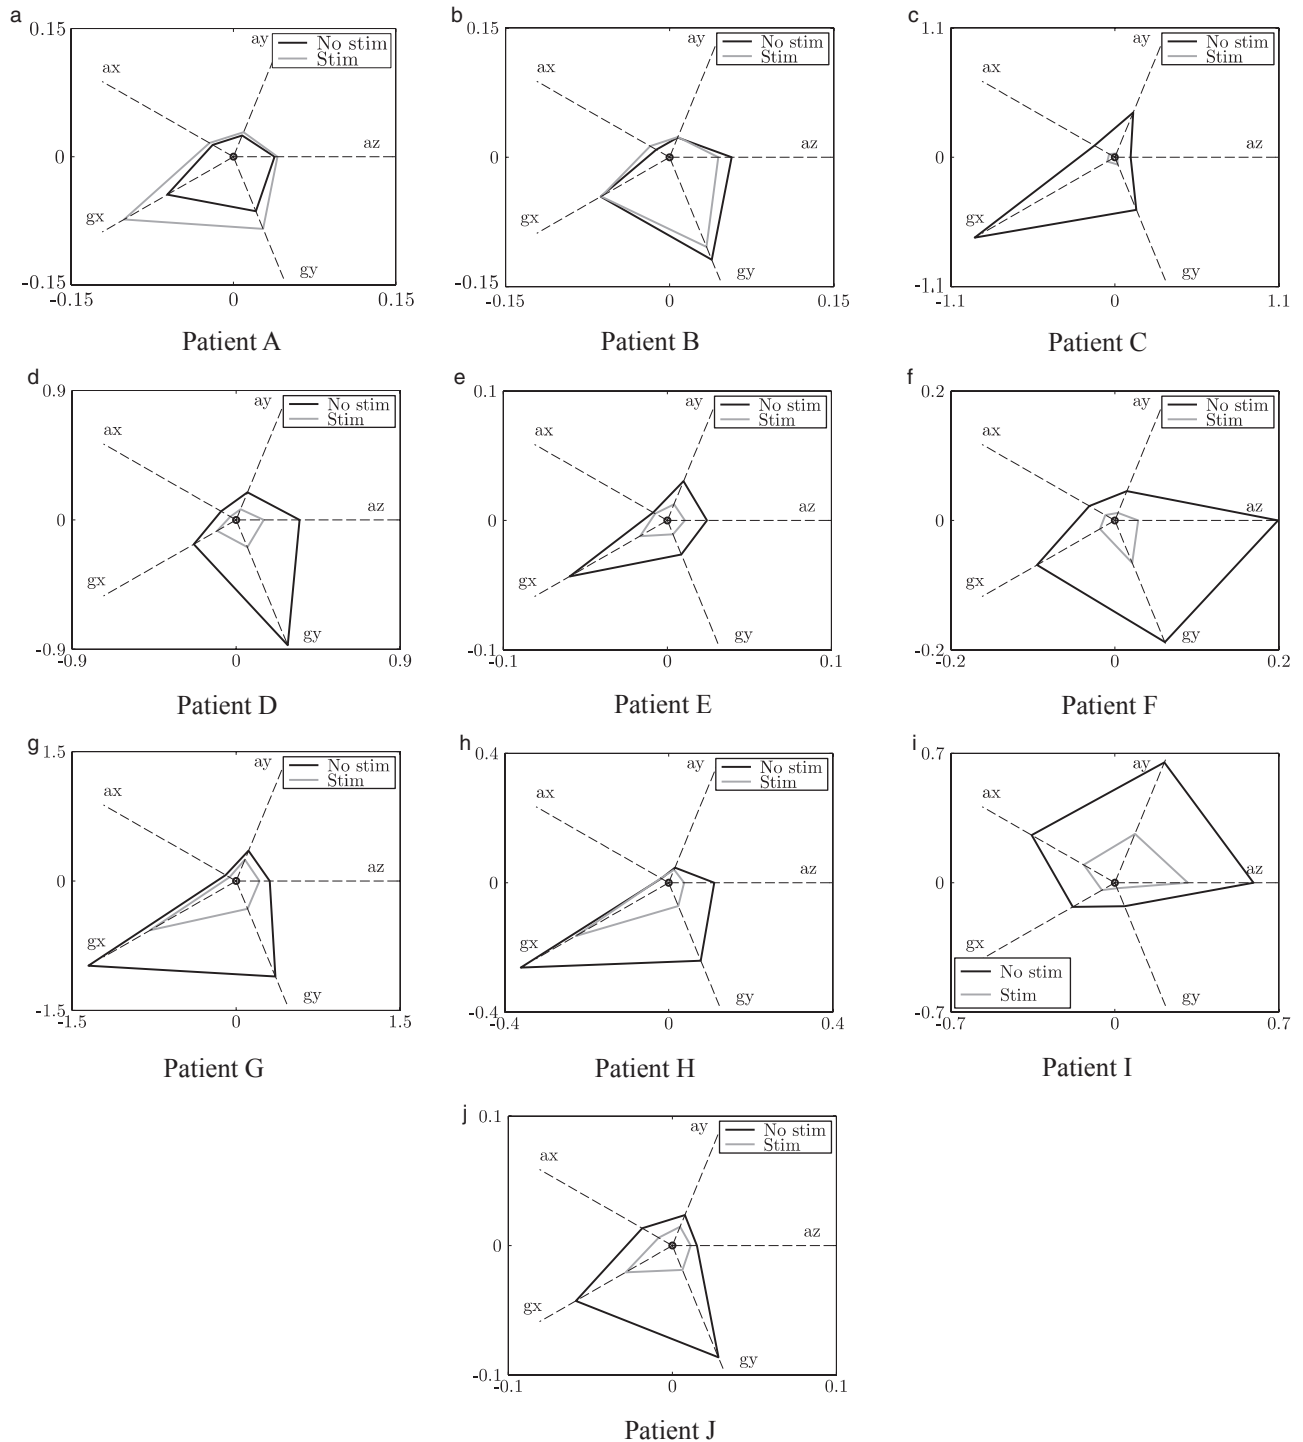 a
0.15
0
-0.15
-0.15
0
0.15
ax
ay
az
gx
gy
No stim
Stim
Patient A
b
0.15
0
-0.15
-0.15
0
0.15
ax
ay
az
gx
gy
No stim
Stim
Patient B
c
1.1
0
-1.1
-1.1
0
1.1
ax
ay
az
gx
gy
No stim
Stim
Patient C
d
0.9
0
-0.9
-0.9
0
0.9
ax
ay
az
gx
gy
No stim
Stim
Patient D
e
0.1
0
-0.1
-0.1
0
0.1
ax
ay
az
gx
gy
No stim
Stim
Patient E
f
0.2
0
-0.2
-0.2
0
0.2
ax
ay
az
gx
gy
No stim
Stim
Patient F
g
1.5
0
-1.5
-1.5
0
1.5
ax
ay
az
gx
gy
No stim
Stim
Patient G
h
0.4
0
-0.4
-0.4
0
0.4
ax
ay
az
gx
gy
No stim
Stim
Patient H
i
0.7
0
-0.7
-0.7
0
0.7
ax
ay
az
gx
gy
No stim
Stim
Patient I
j
0.1
0
-0.1
-0.1
0
0.1
ax
ay
az
gx
gy
No stim
Stim
Patient J